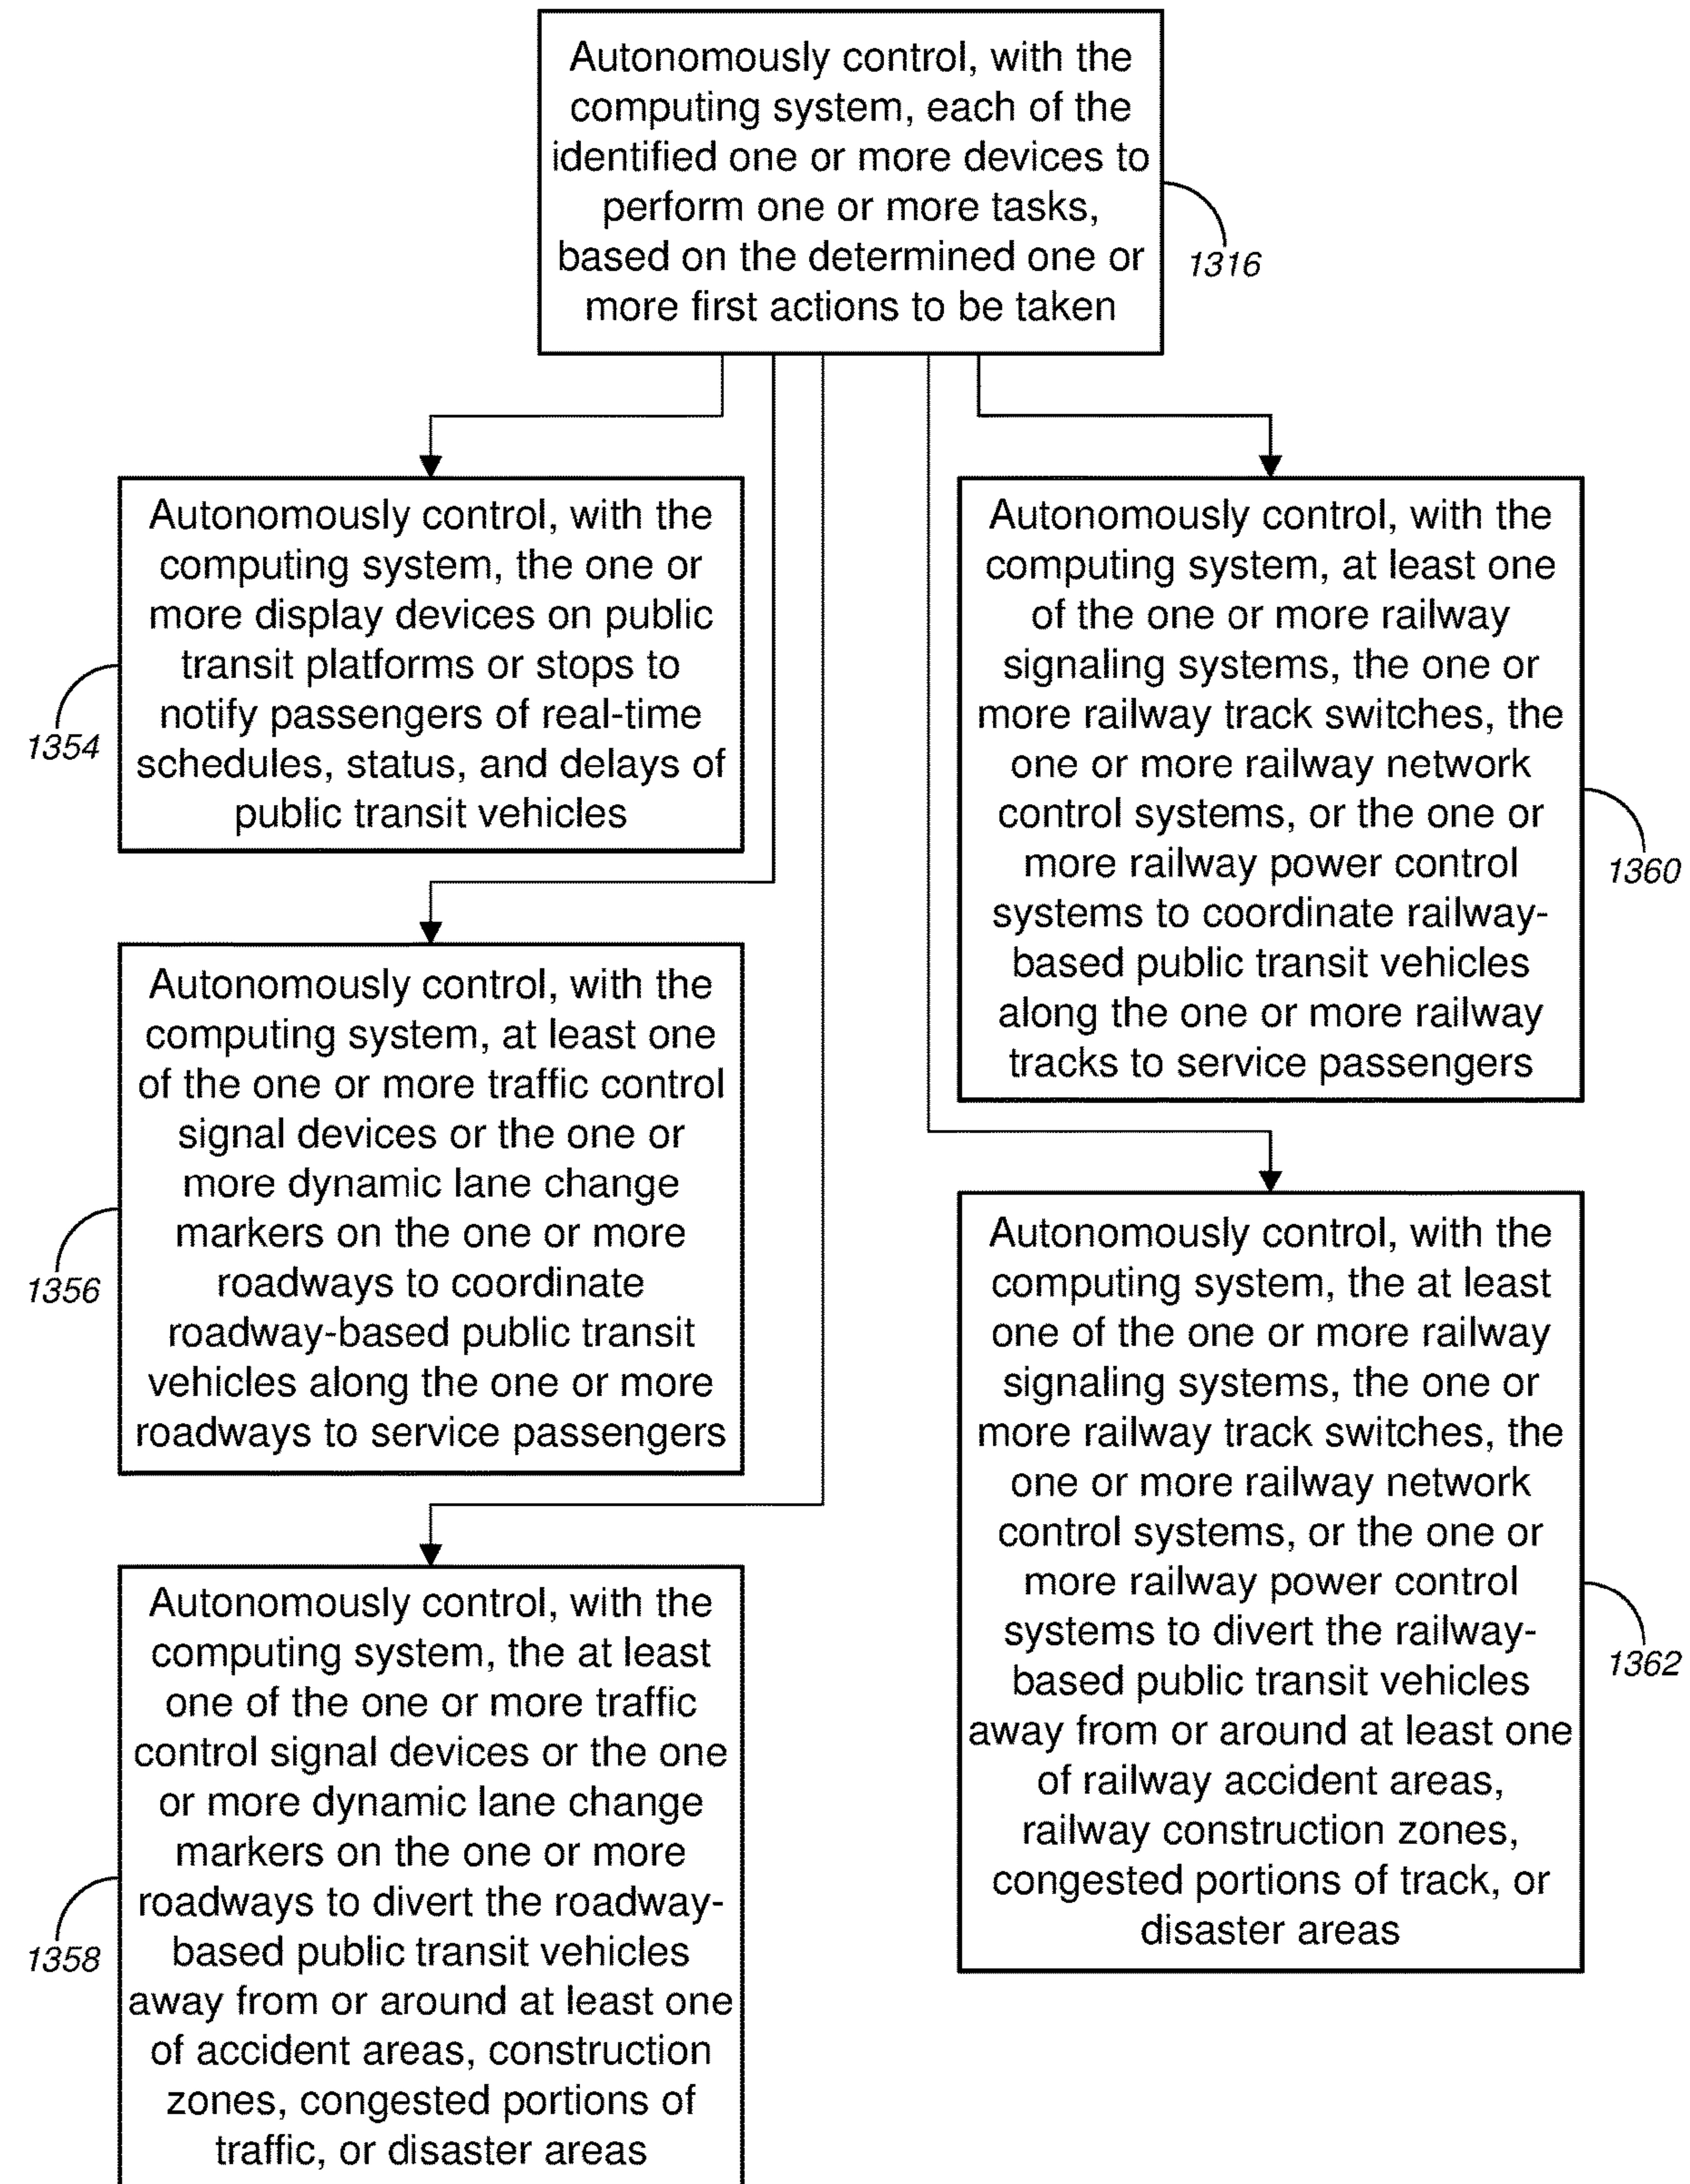 Autonomously control, with the
computing system, each of the
identified one or more devices to
perform one or more tasks,
based on the determined one or
more first actions to be taken
1316
Autonomously control, with the
computing system, the one or
more display devices on public
transit platforms or stops to
notify passengers of real-time
schedules, status, and delays of
public transit vehicles
1354
Autonomously control, with the
computing system, at least one
of the one or more traffic control
signal devices or the one or
more dynamic lane change
markers on the one or more
roadways to coordinate
roadway-based public transit
vehicles along the one or more
roadways to service passengers
1356
Autonomously control, with the
computing system, the at least
one of the one or more traffic
control signal devices or the one
or more dynamic lane change
markers on the one or more
roadways to divert the roadway-
based public transit vehicles
away from or around at least one
of accident areas, construction
zones, congested portions of
traffic, or disaster areas
1358
Autonomously control, with the
computing system, at least one
of the one or more railway
signaling systems, the one or
more railway track switches, the
one or more railway network
control systems, or the one or
more railway power control
systems to coordinate railway-
based public transit vehicles
along the one or more railway
tracks to service passengers
1360
Autonomously control, with the
computing system, the at least
one of the one or more railway
signaling systems, the one or
more railway track switches, the
one or more railway network
control systems, or the one or
more railway power control
systems to divert the railway-
based public transit vehicles
away from or around at least one
of railway accident areas,
railway construction zones,
congested portions of track, or
disaster areas
1362